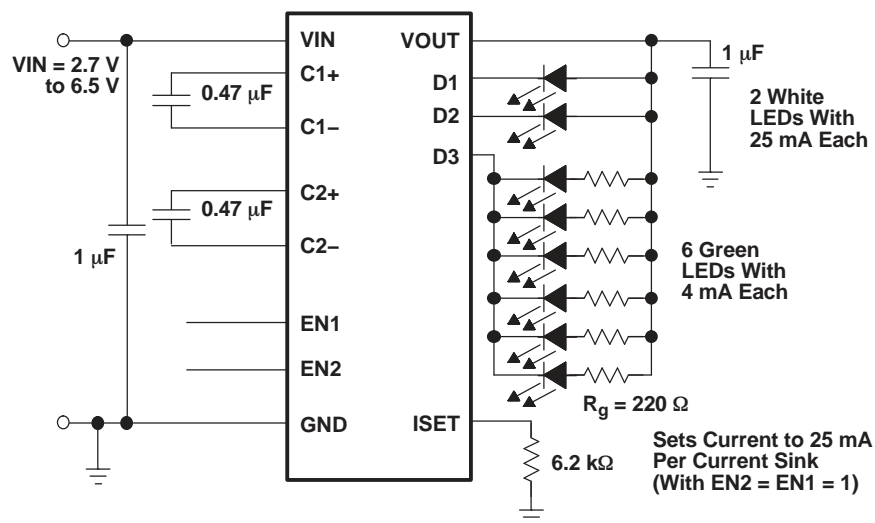 VIN
VOUT
VIN = 2.7 V
to 6.5 V
C1+
0.47 μF
C1−
D1
D2
D3
1 μF
2 White
LEDs With
25 mA Each
C2+
0.47 μF
C2−
1 μF
6 Green
LEDs With
4 mA Each
EN1
EN2
Rg = 220 Ω
GND
ISET
6.2 kΩ
Sets Current to 25 mA
Per Current Sink
(With EN2 = EN1 = 1)